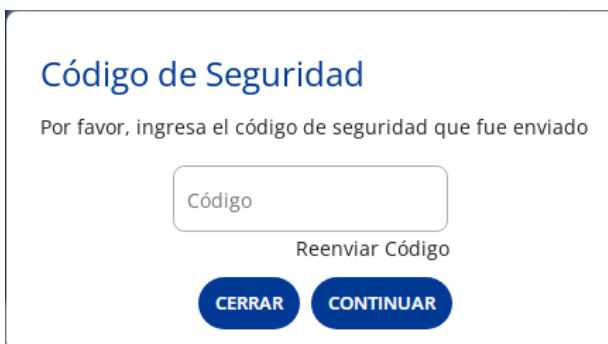 Código de Seguridad
Por favor, ingresa el código de seguridad que fue enviado
Código
Reenviar Código
CERRAR CONTINUAR